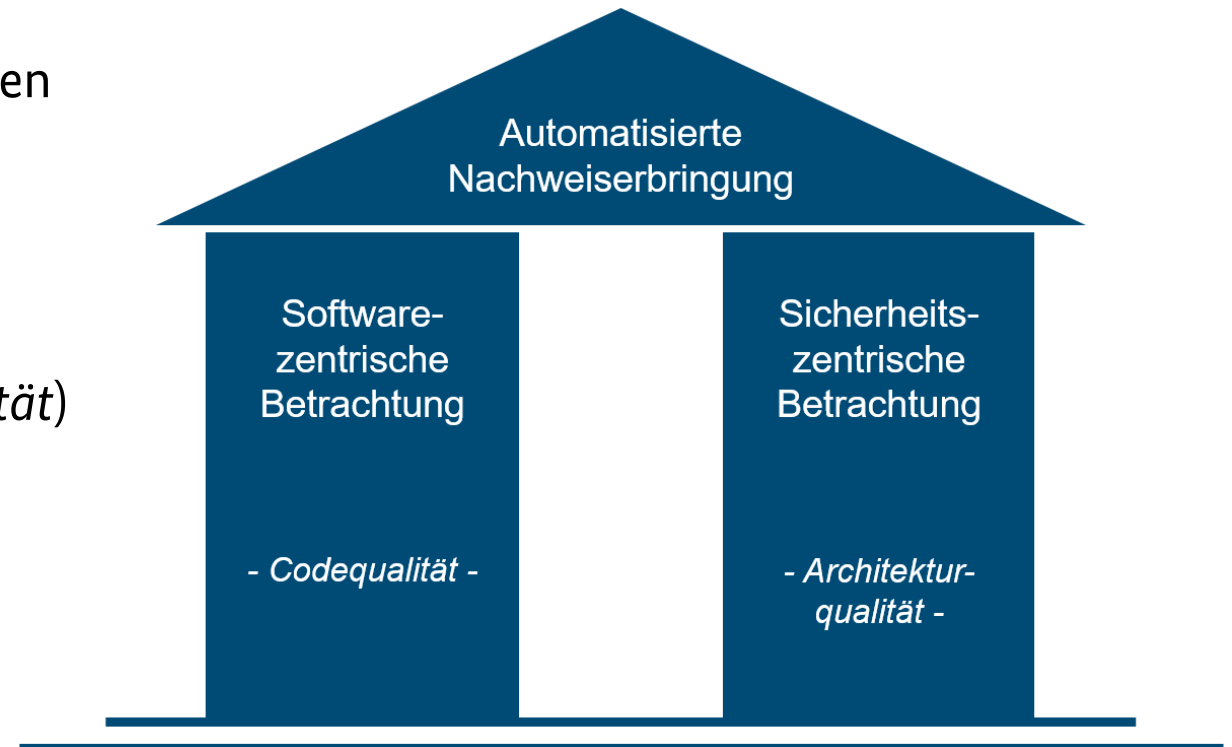 en
Automatisierte
Nachweiserbringung
Software-
zentrische
Betrachtung
Sicherheits-
zentrische
Betrachtung
tät)
- Codequalität -
- Architektur-
qualität -